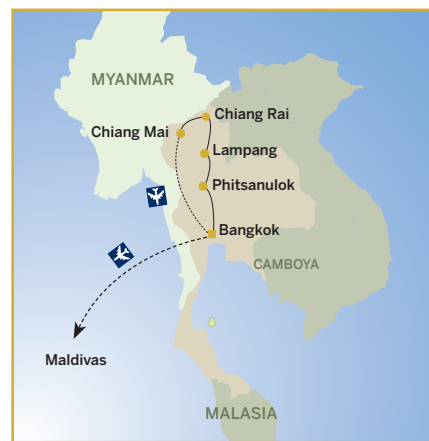 MYANMAR
Chiang Rai
Chiang Mai
Lampang
Phitsanulok
Bangkok
CAMBOYA
Maldivas
MALASIA